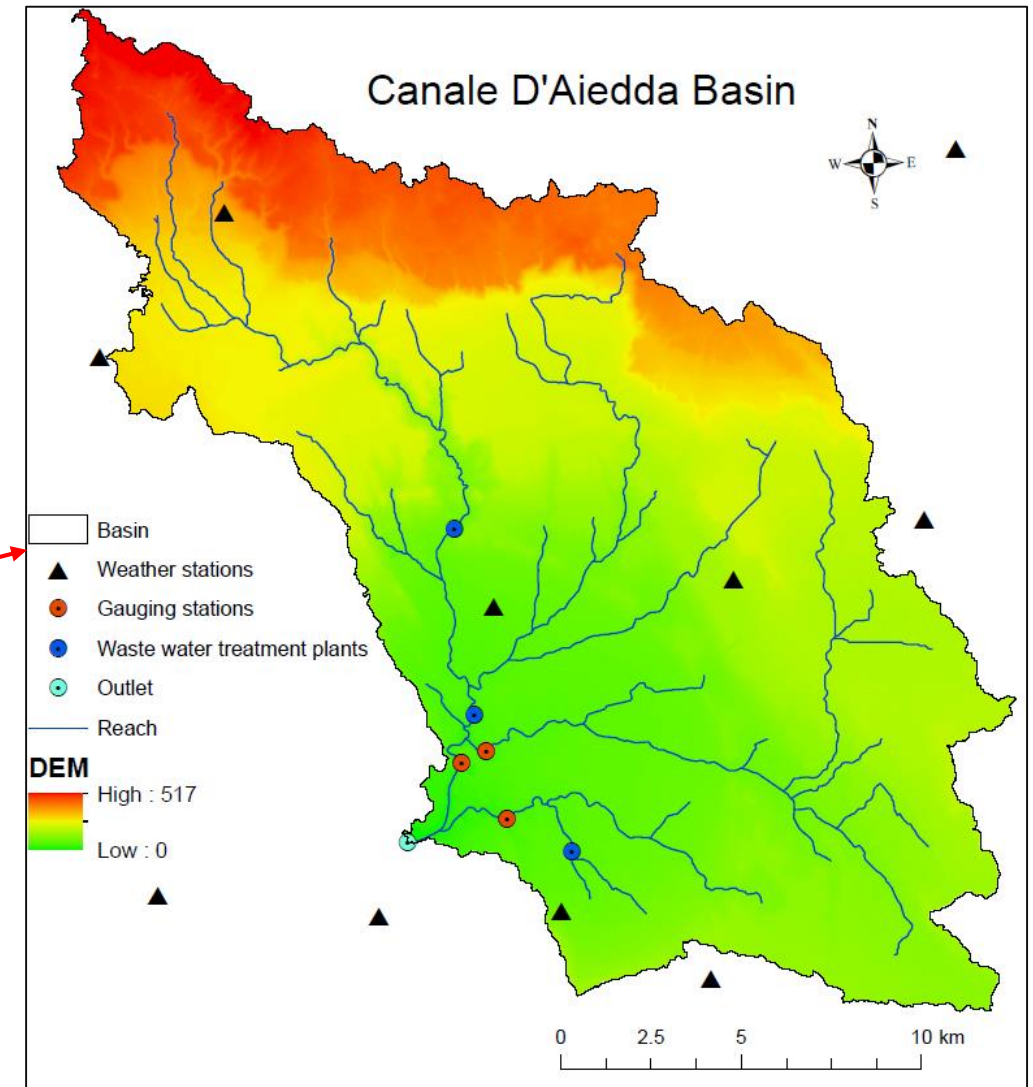 Canale D'Aiedda Basin
N
W E
S
Basin
Weather stations
Gauging stations
Waste water treatment plants
Outlet
Reach
DEM
High : 517
Low : 0
0 2.5 5 10 km